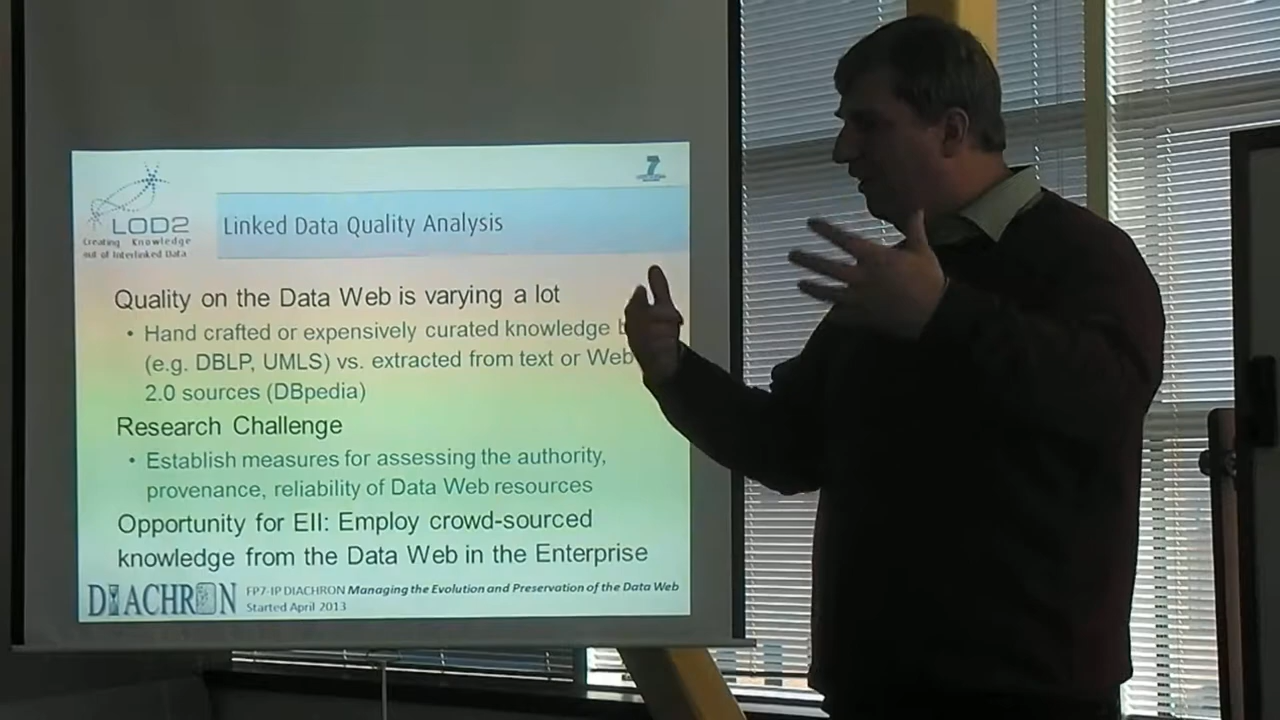 LOD2
Creating Knowledge
out of Interlinked Data
7
Linked Data Quality Analysis
Quality on the Data Web is varying a lot
• Hand crafted or expensively curated knowledge
(e.g. DBLP, UMLS) vs. extracted from text or Web
2.0 sources (DBpedia)
Research Challenge
• Establish measures for assessing the authority,
provenance, reliability of Data Web resources
Opportunity for EII: Employ crowd-sourced
knowledge from the Data Web in the Enterprise
DIACHRON
FP7-IP DIACHRON Managing the Evolution and Preservation of the Data Web
Started April 2013